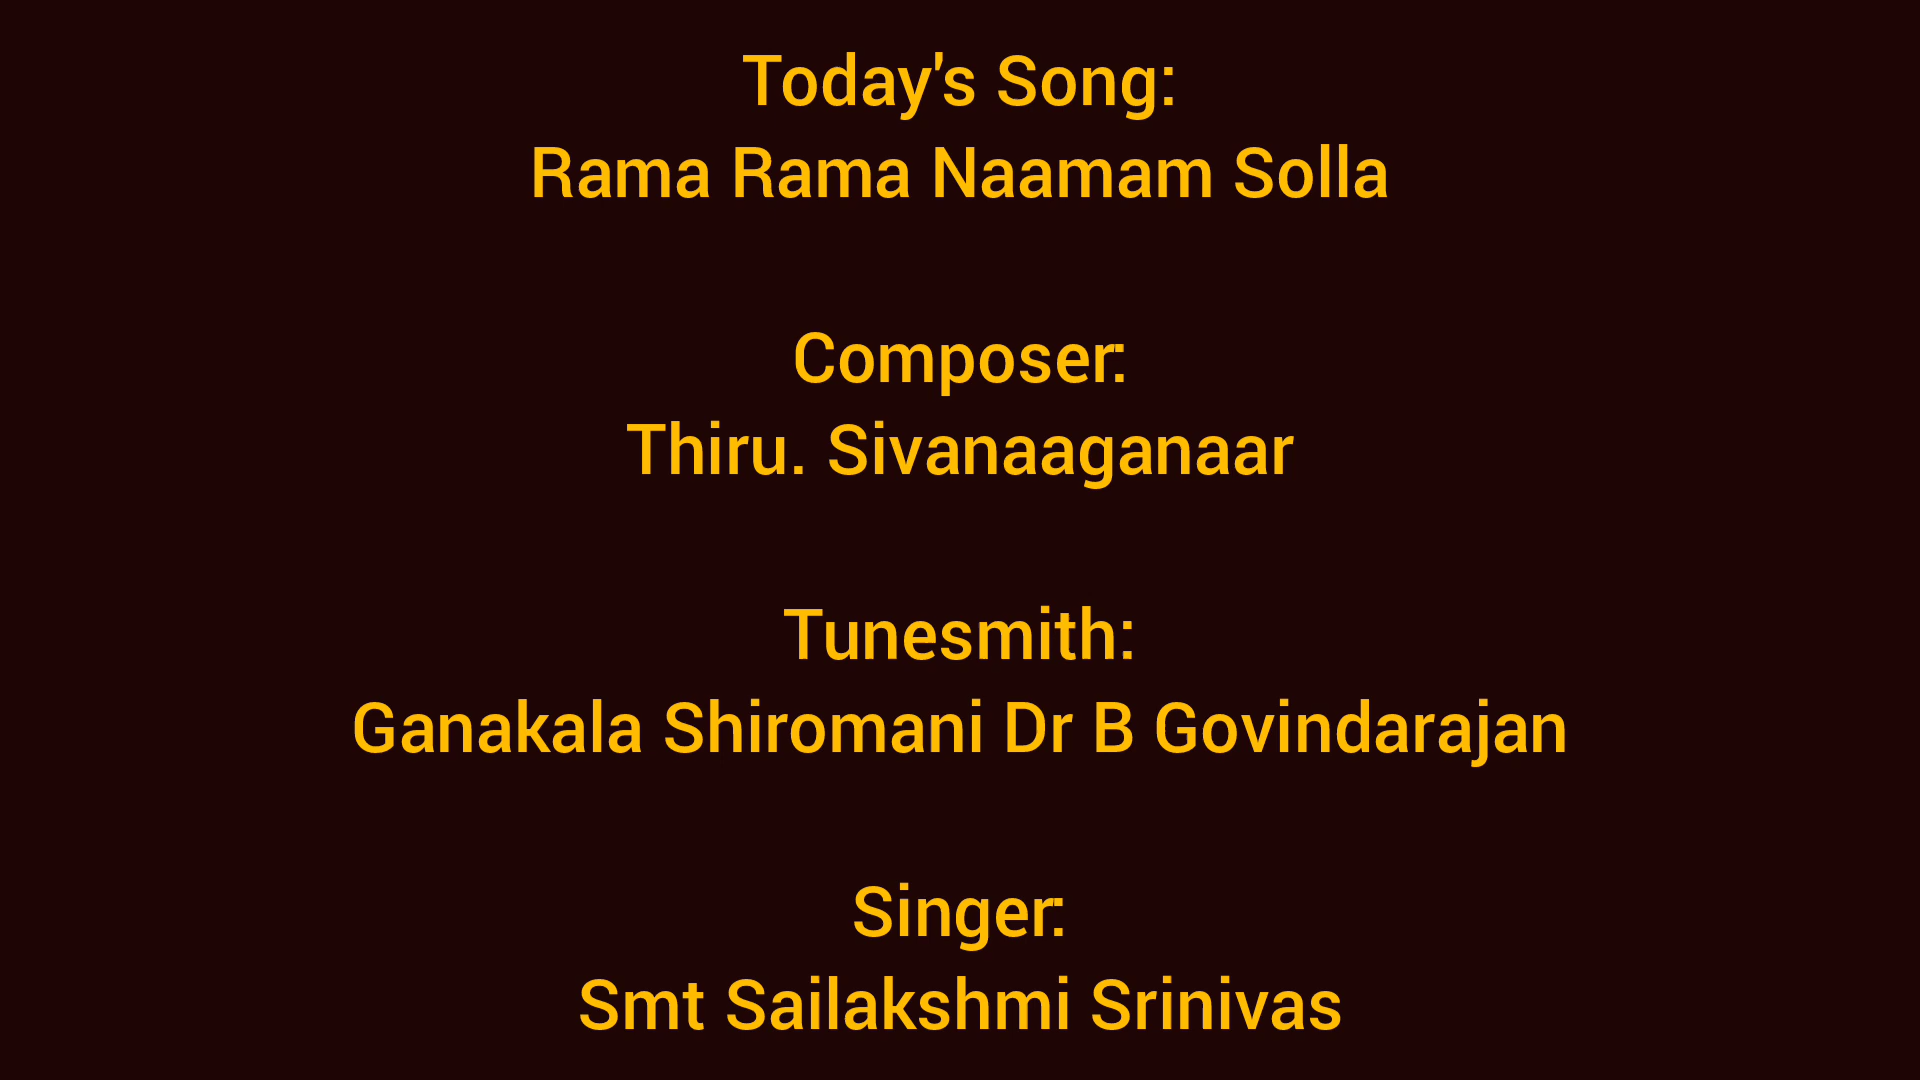 Today's Song:
Rama Rama Naamam Solla
Composer:
Thiru. Sivanaaganaar
Tunesmith:
Ganakala Shiromani Dr B Govindarajan
Singer:
Smt Sailakshmi Srinivas